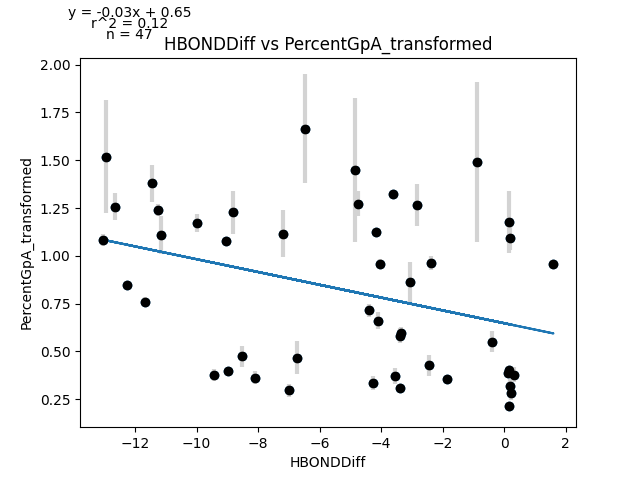 y = -0.03x + 0.65
r^2 = 0.12
n = 47
HBONDDiff vs PercentGpA_transformed
2.00
1.75
1.50
1.25
1.00
0.75
0.50
0.25
PercentGpA_transformed
−12
−10
−8
−6
−4
−2
0
2
HBONDDiff